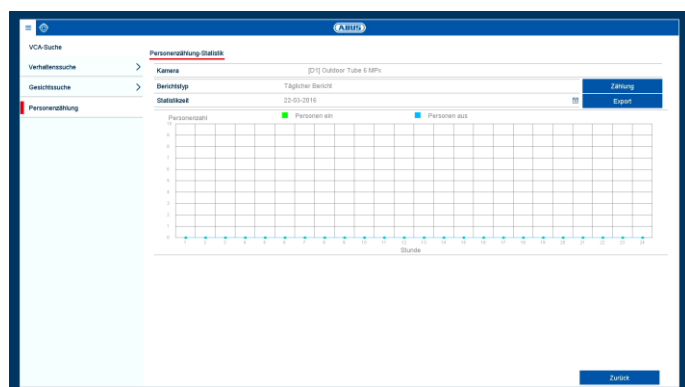 ABUS
VCA-Suche
Personenzählung-Statistik
Verhaltenssuche
Kamera [D1] Outdoor Tube 6 MPx
Gesichtssuche
Berichtstyp Täglicher Bericht Zählung
Statistikzeit 22-03-2016 Export
Personenzählung
Personenzahl Personen ein Personen aus
10
9
8
7
6
5
4
3
2
1
0
1 2 3 4 5 6 7 8 9 10 11 12 13 14 15 16 17 18 19 20 21 22 23 24
Stunde
Zurück